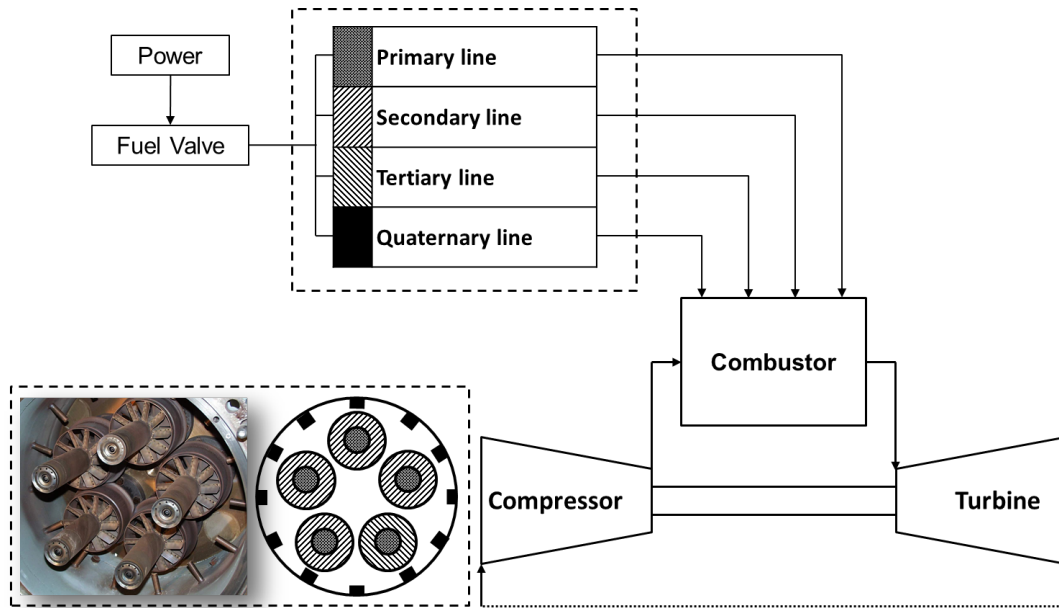 Power
Fuel Valve
Primary line
Secondary line
Tertiary line
Quaternary line
Combustor
Compressor
Turbine